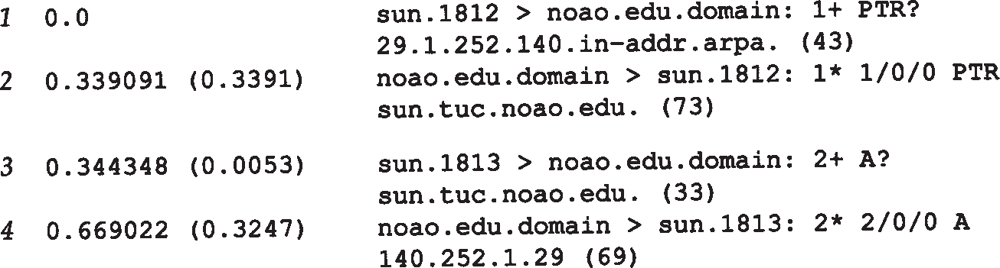 1 0.0 sun.1812 > noao.edu.domain: 1+ PTR?
29.1.252.140.in-addr.arpa. (43)
2 0.339091 (0.3391) noao.edu.domain > sun.1812: 1* 1/0/0 PTR
sun.tuc.noao.edu. (73)
3 0.344348 (0.0053) sun.1813 > noao.edu.domain: 2+ A?
sun.tuc.noao.edu. (33)
4 0.669022 (0.3247) noao.edu.domain > sun.1813: 2* 2/0/0 A
140.252.1.29 (69)